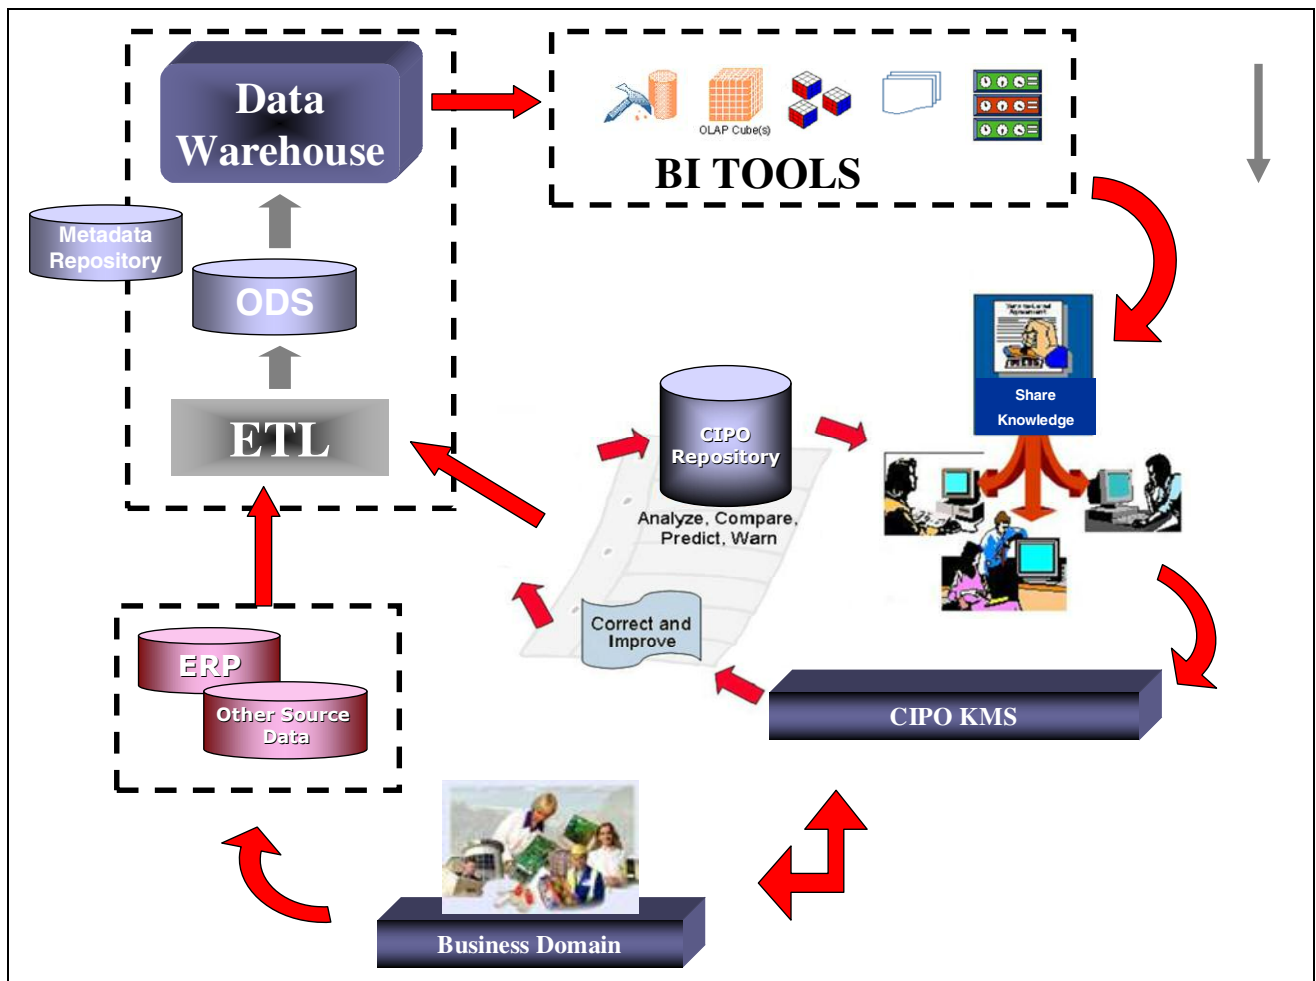 Data
Warehouse
OLAP Cube(s)
BI TOOLS
Metadata
Repository
ODS
ETL
Share
Knowledge
CIPO
Repository
Analyze, Compare,
Predict, Warn
Correct and
Improve
ERP
Other Source
Data
CIPO KMS
Business Domain